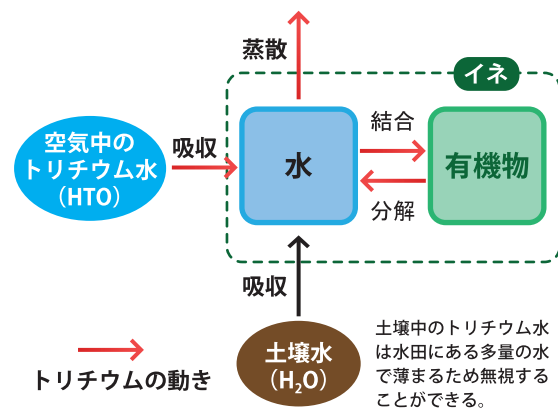 蒸散
イネ
空気中の
トリチウム水
（HTO）
吸収
水
結合
分解
有機物
吸収
土壌水
（H₂O）
トリチウムの動き
土壌中のトリチウム水
は水田にある多量の水
で薄まるため無視する
ことができる。